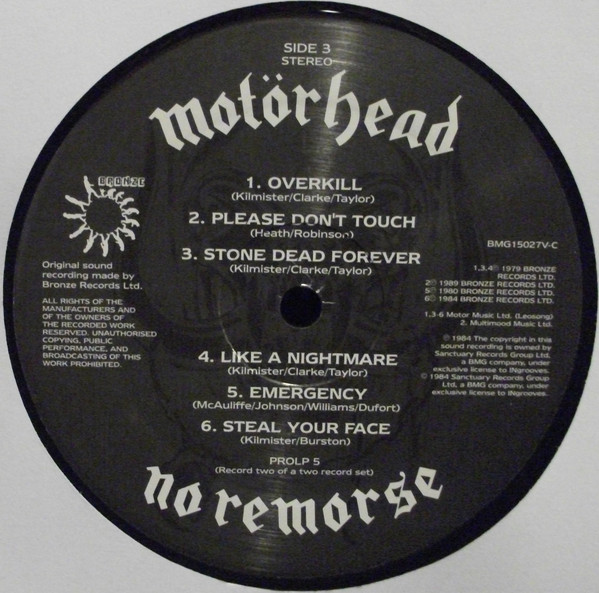 SIDE 3
STEREO
motörhead
1. OVERKILL
(Kilmister/Clarke/Taylor)
2. PLEASE DON'T TOUCH
(Heath/Robinson)
3. STONE DEAD FOREVER
(Kilmister/Clarke/Taylor)
BRONZE
Original sound
recording made by
Bronze Records Ltd.
ALL RIGHTS OF THE
MANUFACTURERS AND
OF THE OWNERS OF
THE RECORDED WORK
RESERVED. UNAUTHORISED
COPYING, PUBLIC
PERFORMANCE, AND
BROADCASTING OF THIS
WORK PROHIBITED.
BMG15027V-C
1,3,4℗ 1979 BRONZE
RECORDS LTD.
2℗ 1989 BRONZE RECORDS LTD.
5℗ 1980 BRONZE RECORDS LTD.
6℗ 1984 BRONZE RECORDS LTD.
1,3-6 Motor Music Ltd. (Leosong)
2. Multimood Music Ltd.
℗ 1984 The copyright in this
sound recording is owned by
Sanctuary Records Group Ltd,
a BMG company, under
exclusive license to INgrooves.
© 1984 Sanctuary Records Group
Ltd, a BMG company, under
exclusive license to INgrooves.
4. LIKE A NIGHTMARE
(Kilmister/Clarke/Taylor)
5. EMERGENCY
(McAuliffe/Johnson/Williams/Dufort)
6. STEAL YOUR FACE
(Kilmister/Burston)
PROLP 5
(Record two of a two record set)
no remorse